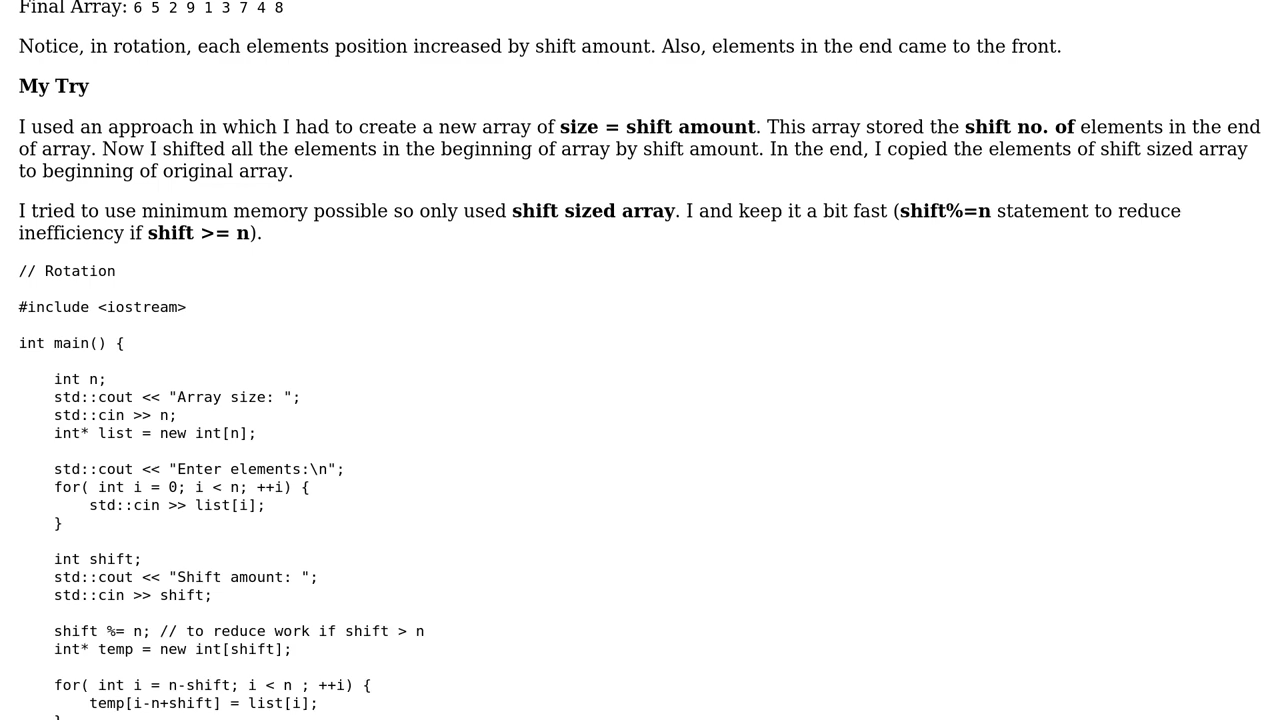 Final Array: 6 5 2 9 1 3 7 4 8
Notice, in rotation, each elements position increased by shift amount. Also, elements in the end came to the front.
My Try
I used an approach in which I had to create a new array of size = shift amount. This array stored the shift no. of elements in the end
of array. Now I shifted all the elements in the beginning of array by shift amount. In the end, I copied the elements of shift sized array
to beginning of original array.
I tried to use minimum memory possible so only used shift sized array. I and keep it a bit fast (shift%=n statement to reduce
inefficiency if shift >= n).
// Rotation
#include <iostream>
int main() {
    int n;
    std::cout << "Array size: ";
    std::cin >> n;
    int* list = new int[n];
    std::cout << "Enter elements:\n";
    for( int i = 0; i < n; ++i) {
        std::cin >> list[i];
    }
    int shift;
    std::cout << "Shift amount: ";
    std::cin >> shift;
    shift %= n; // to reduce work if shift > n
    int* temp = new int[shift];
    for( int i = n-shift; i < n ; ++i) {
        temp[i-n+shift] = list[i];
    }